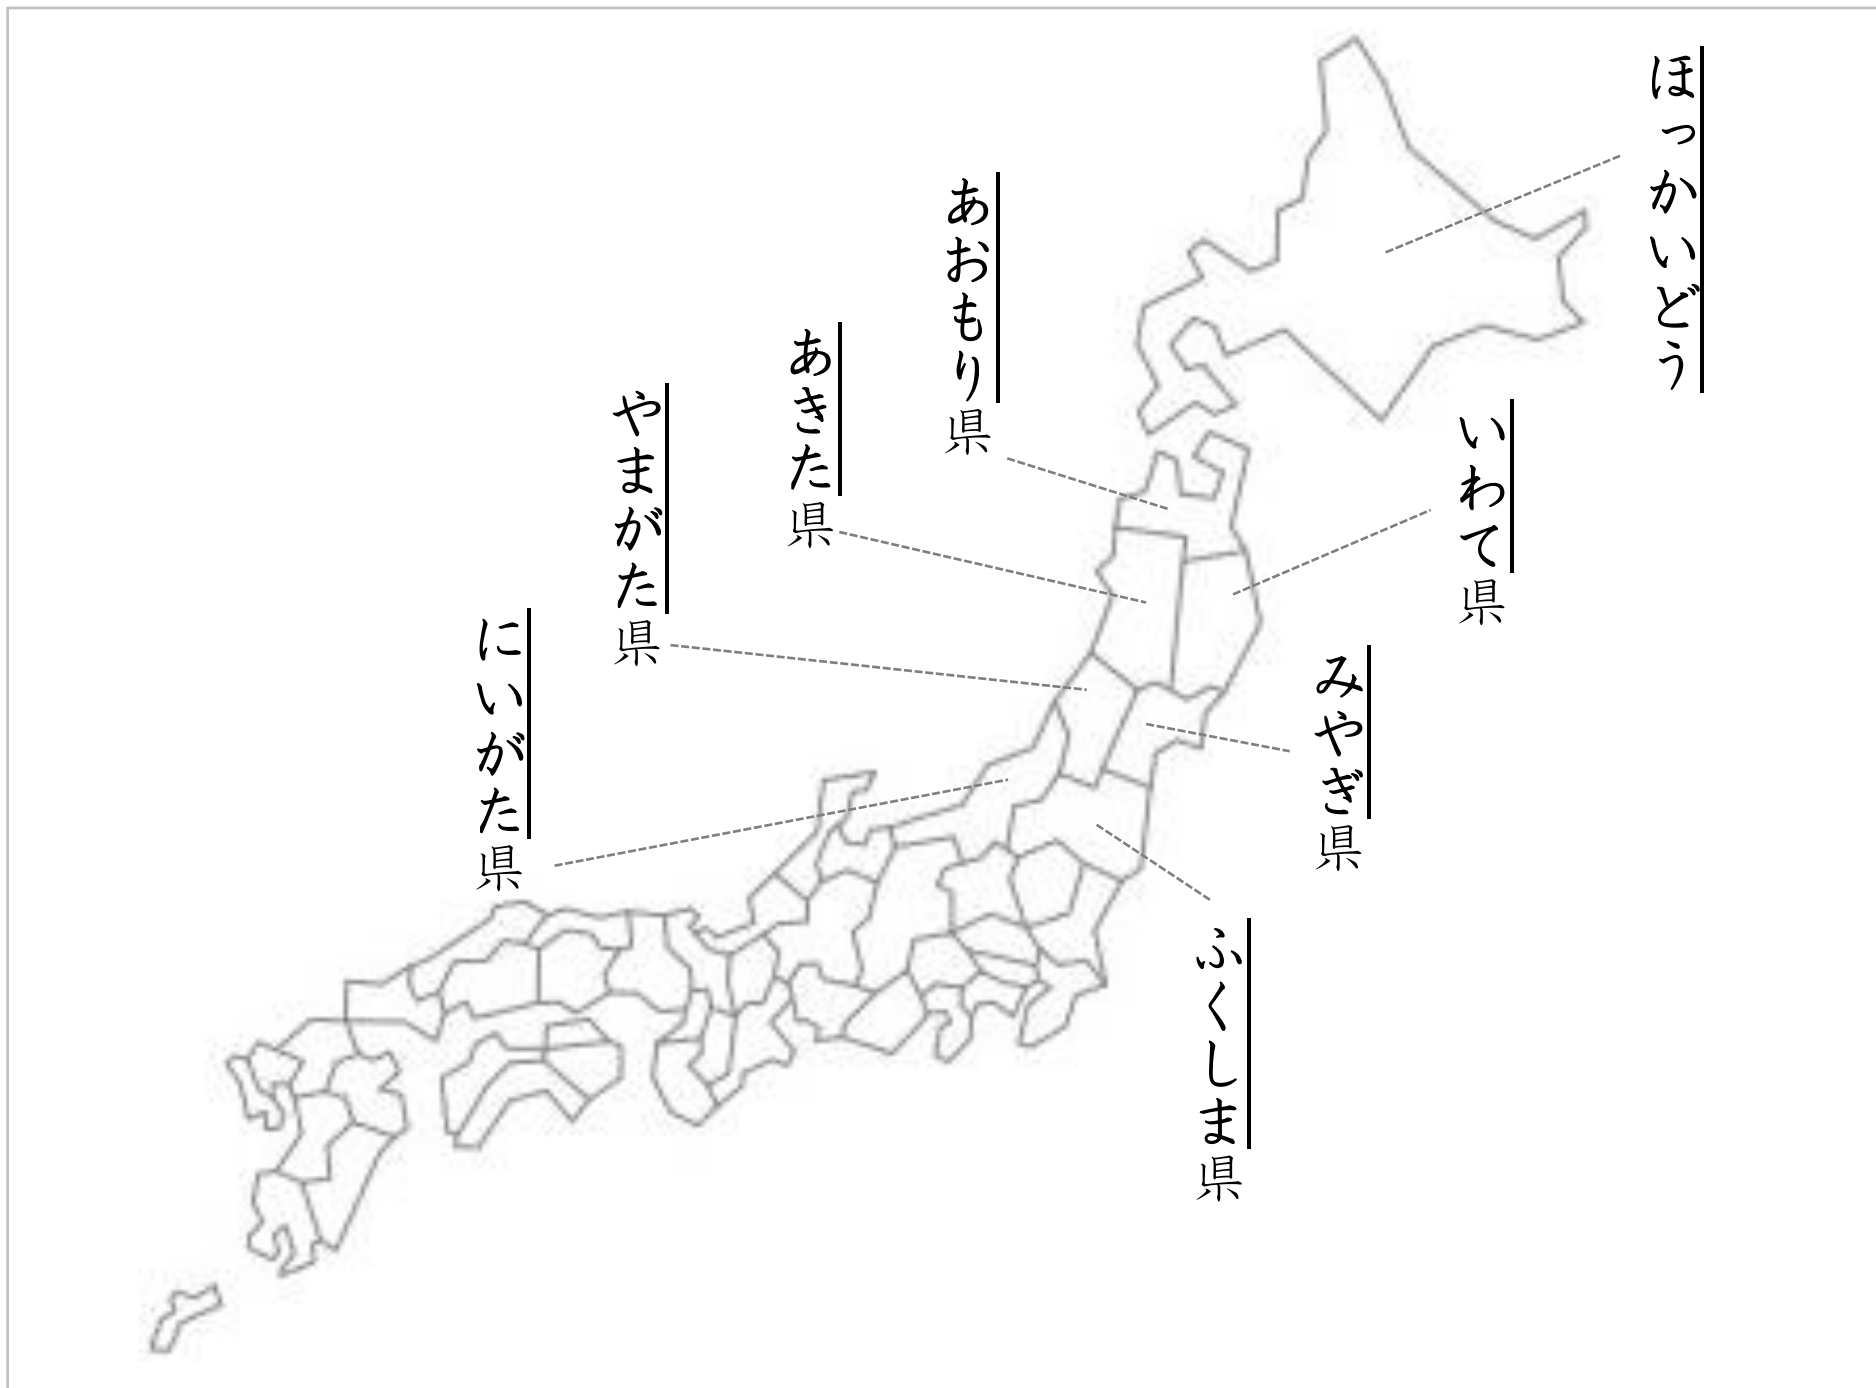 ほっかいどう
いわて県
みやぎ県
ふくしま県
あおもり県
あきた県
やまがた県
にいがた県